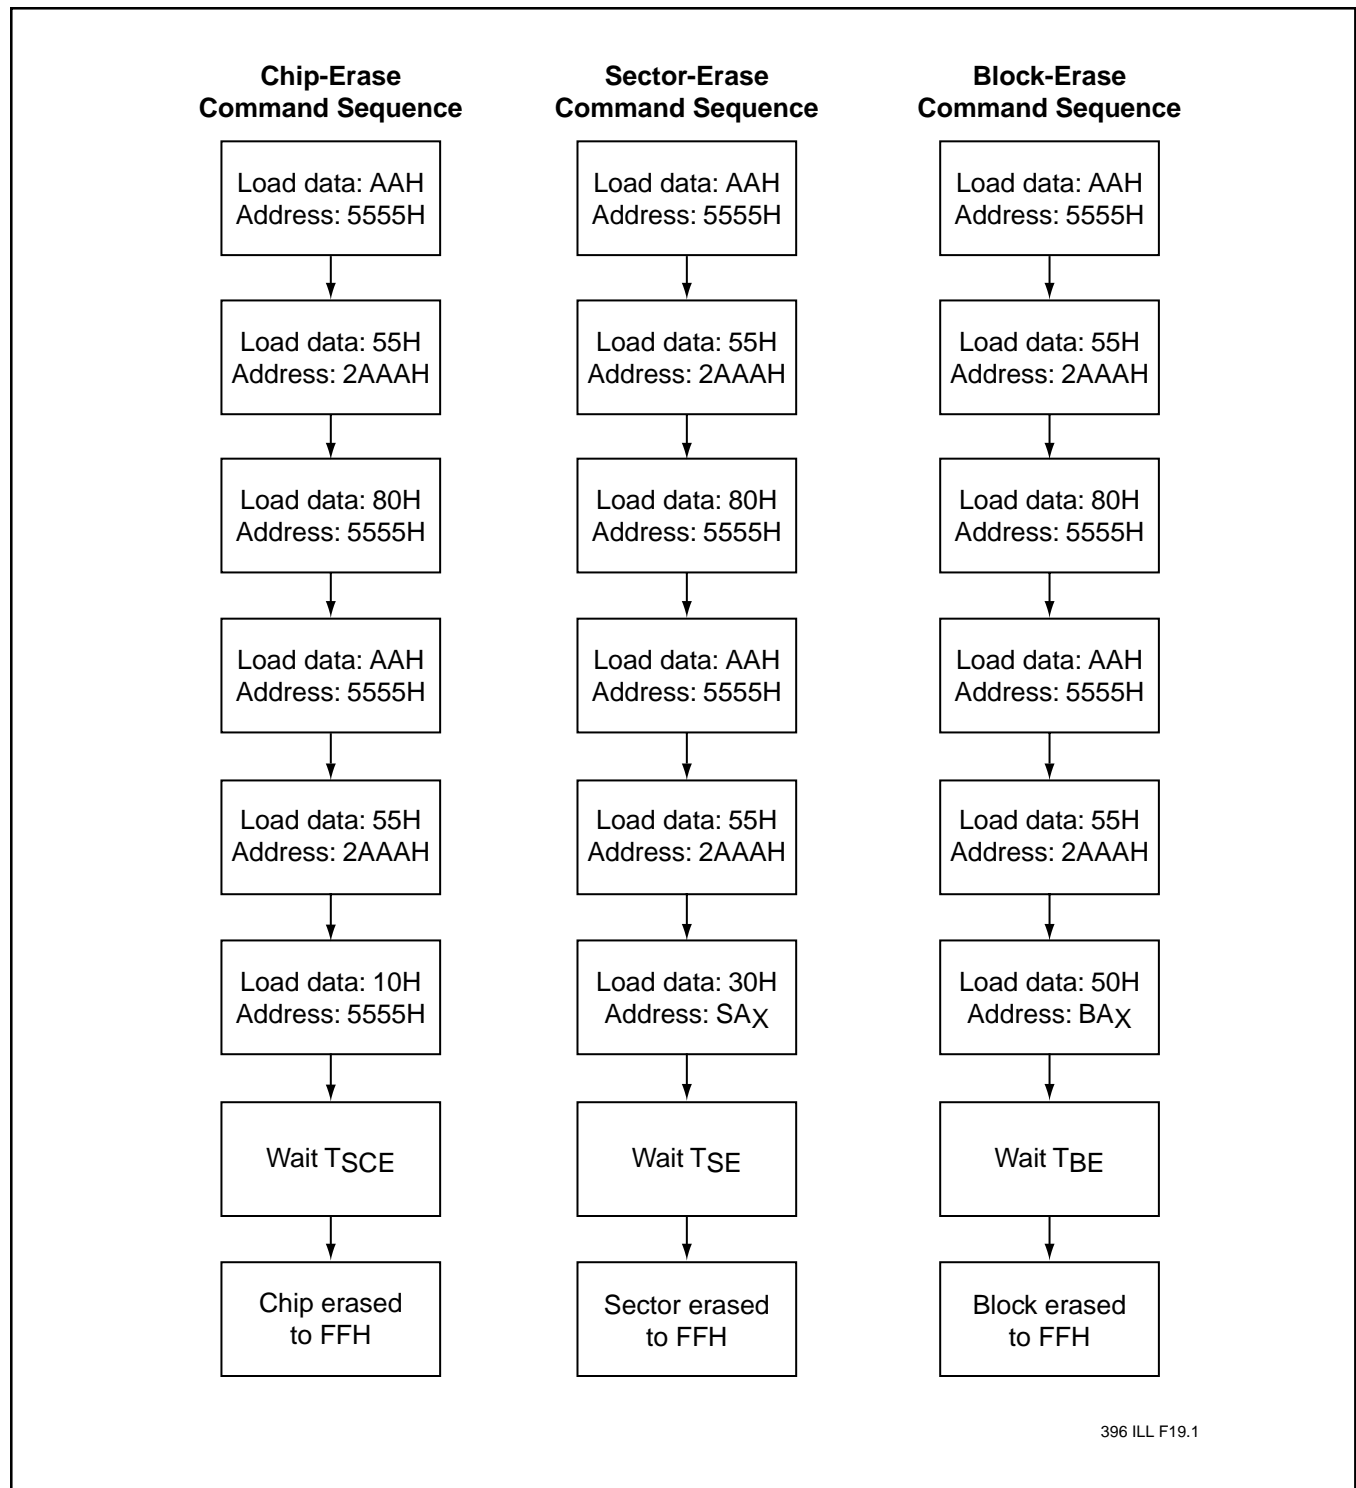 Chip-Erase
Command Sequence
Load data: AAH
Address: 5555H
Load data: 55H
Address: 2AAAH
Load data: 80H
Address: 5555H
Load data: AAH
Address: 5555H
Load data: 55H
Address: 2AAAH
Load data: 10H
Address: 5555H
Wait TSCE
Chip erased
to FFH
Sector-Erase
Command Sequence
Load data: AAH
Address: 5555H
Load data: 55H
Address: 2AAAH
Load data: 80H
Address: 5555H
Load data: AAH
Address: 5555H
Load data: 55H
Address: 2AAAH
Load data: 30H
Address: SAX
Wait TSE
Sector erased
to FFH
Block-Erase
Command Sequence
Load data: AAH
Address: 5555H
Load data: 55H
Address: 2AAAH
Load data: 80H
Address: 5555H
Load data: AAH
Address: 5555H
Load data: 55H
Address: 2AAAH
Load data: 50H
Address: BAX
Wait TBE
Block erased
to FFH
396 ILL F19.1